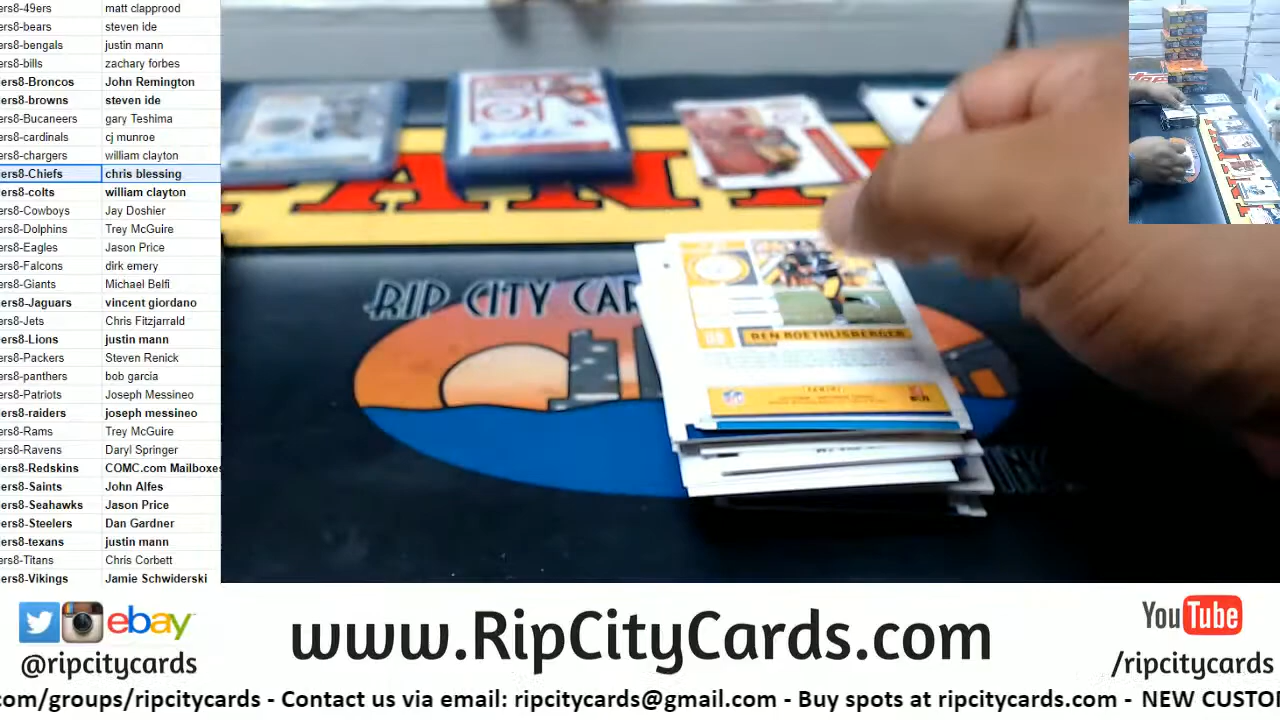 ers8-49ers matt clapprood
ers8-bears steven ide
ers8-bengals justin mann
ers8-bills zachary forbes
ers8-Broncos John Remington
ers8-browns steven ide
ers8-Bucaneers gary Teshima
ers8-cardinals cj munroe
ers8-chargers william clayton
ers8-Chiefs chris blessing
ers8-colts william clayton
ers8-Cowboys Jay Doshier
ers8-Dolphins Trey McGuire
ers8-Eagles Jason Price
ers8-Falcons dirk emery
ers8-Giants Michael Belfi
ers8-Jaguars vincent giordano
ers8-Jets Chris Fitzjarrald
ers8-Lions justin mann
ers8-Packers Steven Renick
ers8-panthers bob garcia
ers8-Patriots Joseph Messineo
ers8-raiders joseph messineo
ers8-Rams Trey McGuire
ers8-Ravens Daryl Springer
ers8-Redskins COMC.com Mailboxes
ers8-Saints John Alfes
ers8-Seahawks Jason Price
ers8-Steelers Dan Gardner
ers8-texans justin mann
ers8-Titans Chris Corbett
ers8-Vikings Jamie Schwiderski
RIP CITY CAR
BEN ROETHLISBERGER
PANINI
ebay
@ripcitycards
www.RipCityCards.com
YouTube
/ripcitycards
com/groups/ripcitycards - Contact us via email: ripcitycards@gmail.com - Buy spots at ripcitycards.com - NEW CUSTO